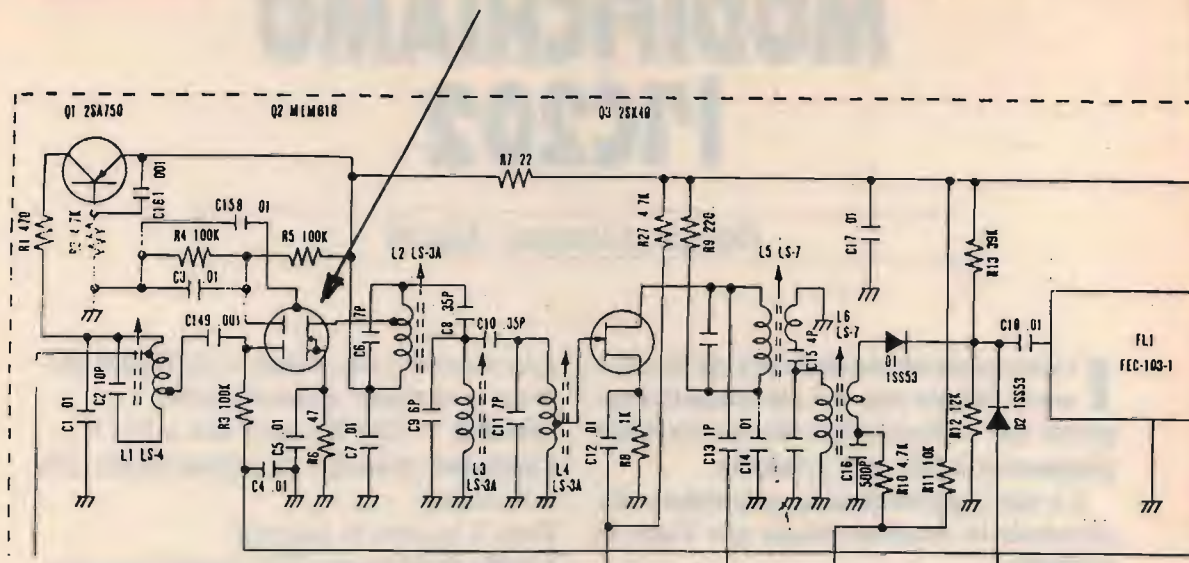 Q1 2SA750
Q2 MEM618
Q3 2SK49
R7 22
C161 .001
C158 .01
R1 470
R2 4.7K
R4 100K
R5 100K
C3 .01
L2 LS-3A
R27 4.7K
R9 220
L5 LS-7
C17 .01
R13 39K
C149 .001
C6 7P
C8 .35P
C10 .35P
C15 4P
L6
LS-7
D1
1SS53
C18 .01
FL1
FEC-103-1
C1 .01
C2 10P
L1 LS-4
R3 100K
C5 .01
R6 47
C4 .01
C7 .01
C9 6P
L3
LS-3A
C11 7P
L4
LS-3A
C12 .01
R8 1K
C13 1P
C14 .01
C16
500P
R10 4.7K
R11 10K
R12 12K
D2 1SS53